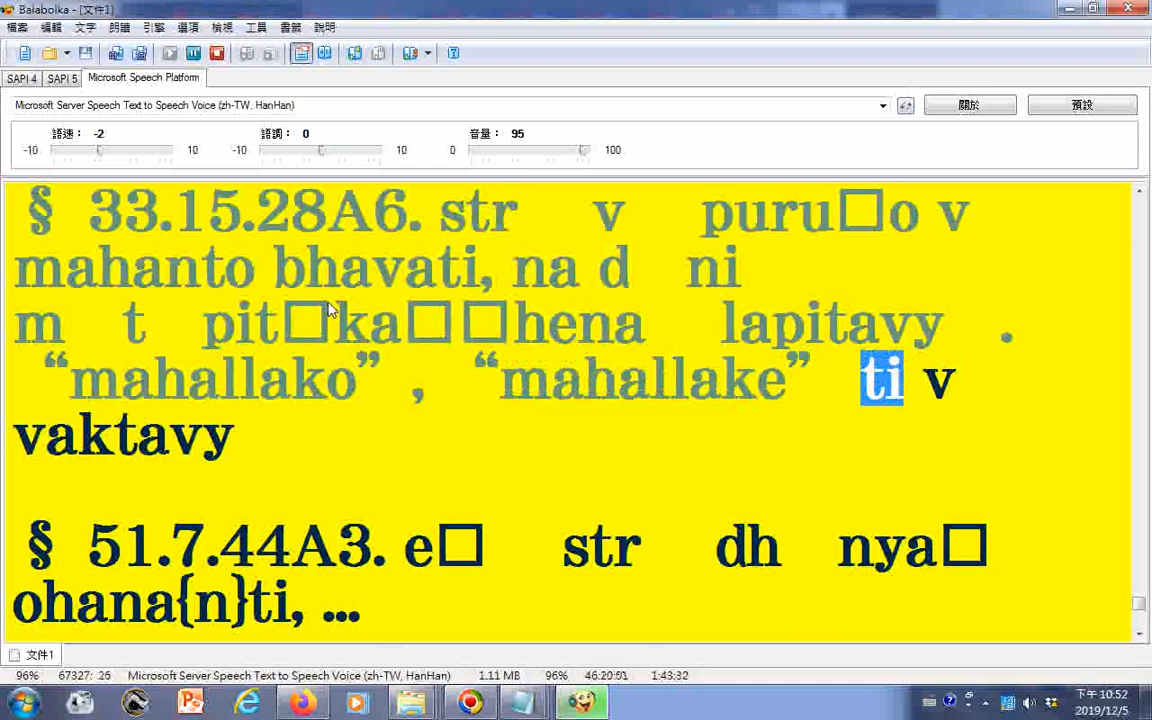 Balabolka - [文件1]
檔案 編輯 文字 朗讀 引擎 選項 檢視 工具 書籤 說明
SAPI 4 SAPI 5 Microsoft Speech Platform
Microsoft Server Speech Text to Speech Voice (zh-TW, HanHan) 關於 預設
語速： -2 語調： 0 音量： 95
-10 10 -10 10 0 100
§ 33.15.28A6. str v puru□o v
mahanto bhavati, na d ni
m t pit□ka□□hena lapitavy .
“mahallako” , “mahallake” ti v
vaktavy
§ 51.7.44A3. e□ str dh nya□
ohana{n}ti, ...
文件1
96% 67327: 26 Microsoft Server Speech Text to Speech Voice (zh-TW, HanHan) 1.11 MB 96% 46:20:51 1:43:32
下午 10:52
2019/12/5